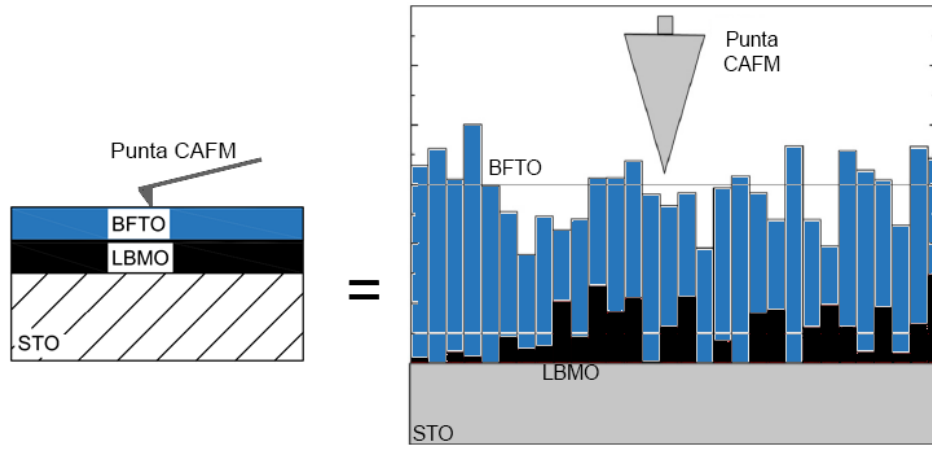 Punta CAFM
BFTO
LBMO
STO
=
Punta
CAFM
BFTO
LBMO
STO